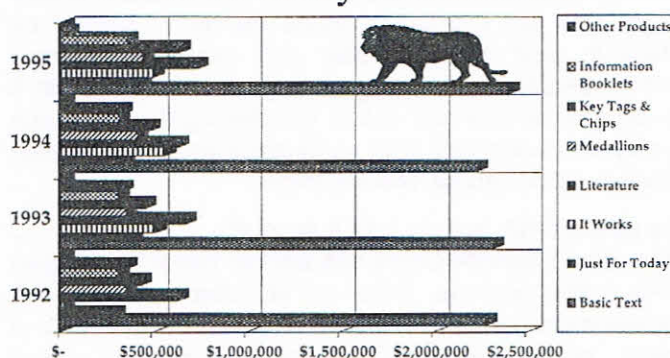 Other Products
Information
Booklets
Key Tags &
Chips
Medallions
Literature
It Works
Just For Today
Basic Text
1995
1994
1993
1992
$-
$500,000
$1,000,000
$1,500,000
$2,000,000
$2,500,000